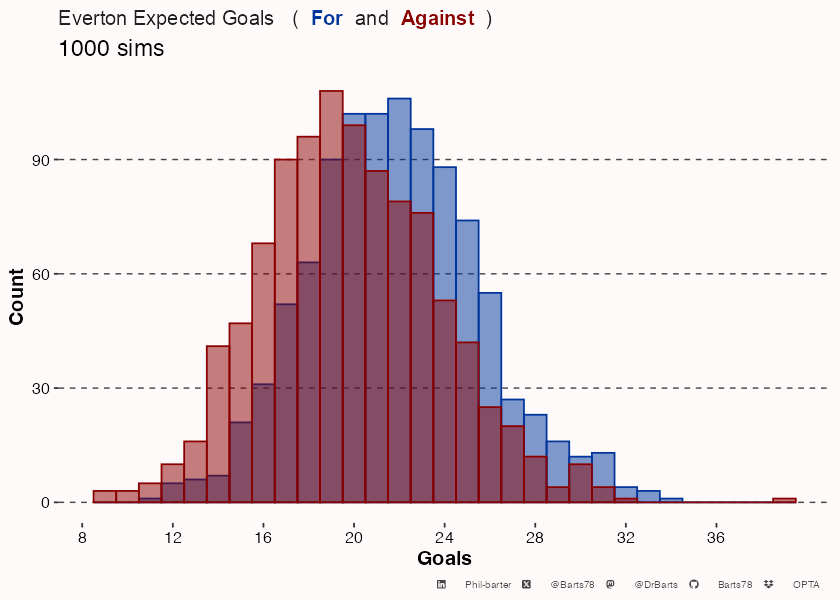 Everton Expected Goals ( For and Against )
1000 sims
90
60
30
0
Count
8 12 16 20 24 28 32 36
Goals
Phil-barter @Barts78 @DrBarts Barts78 OPTA